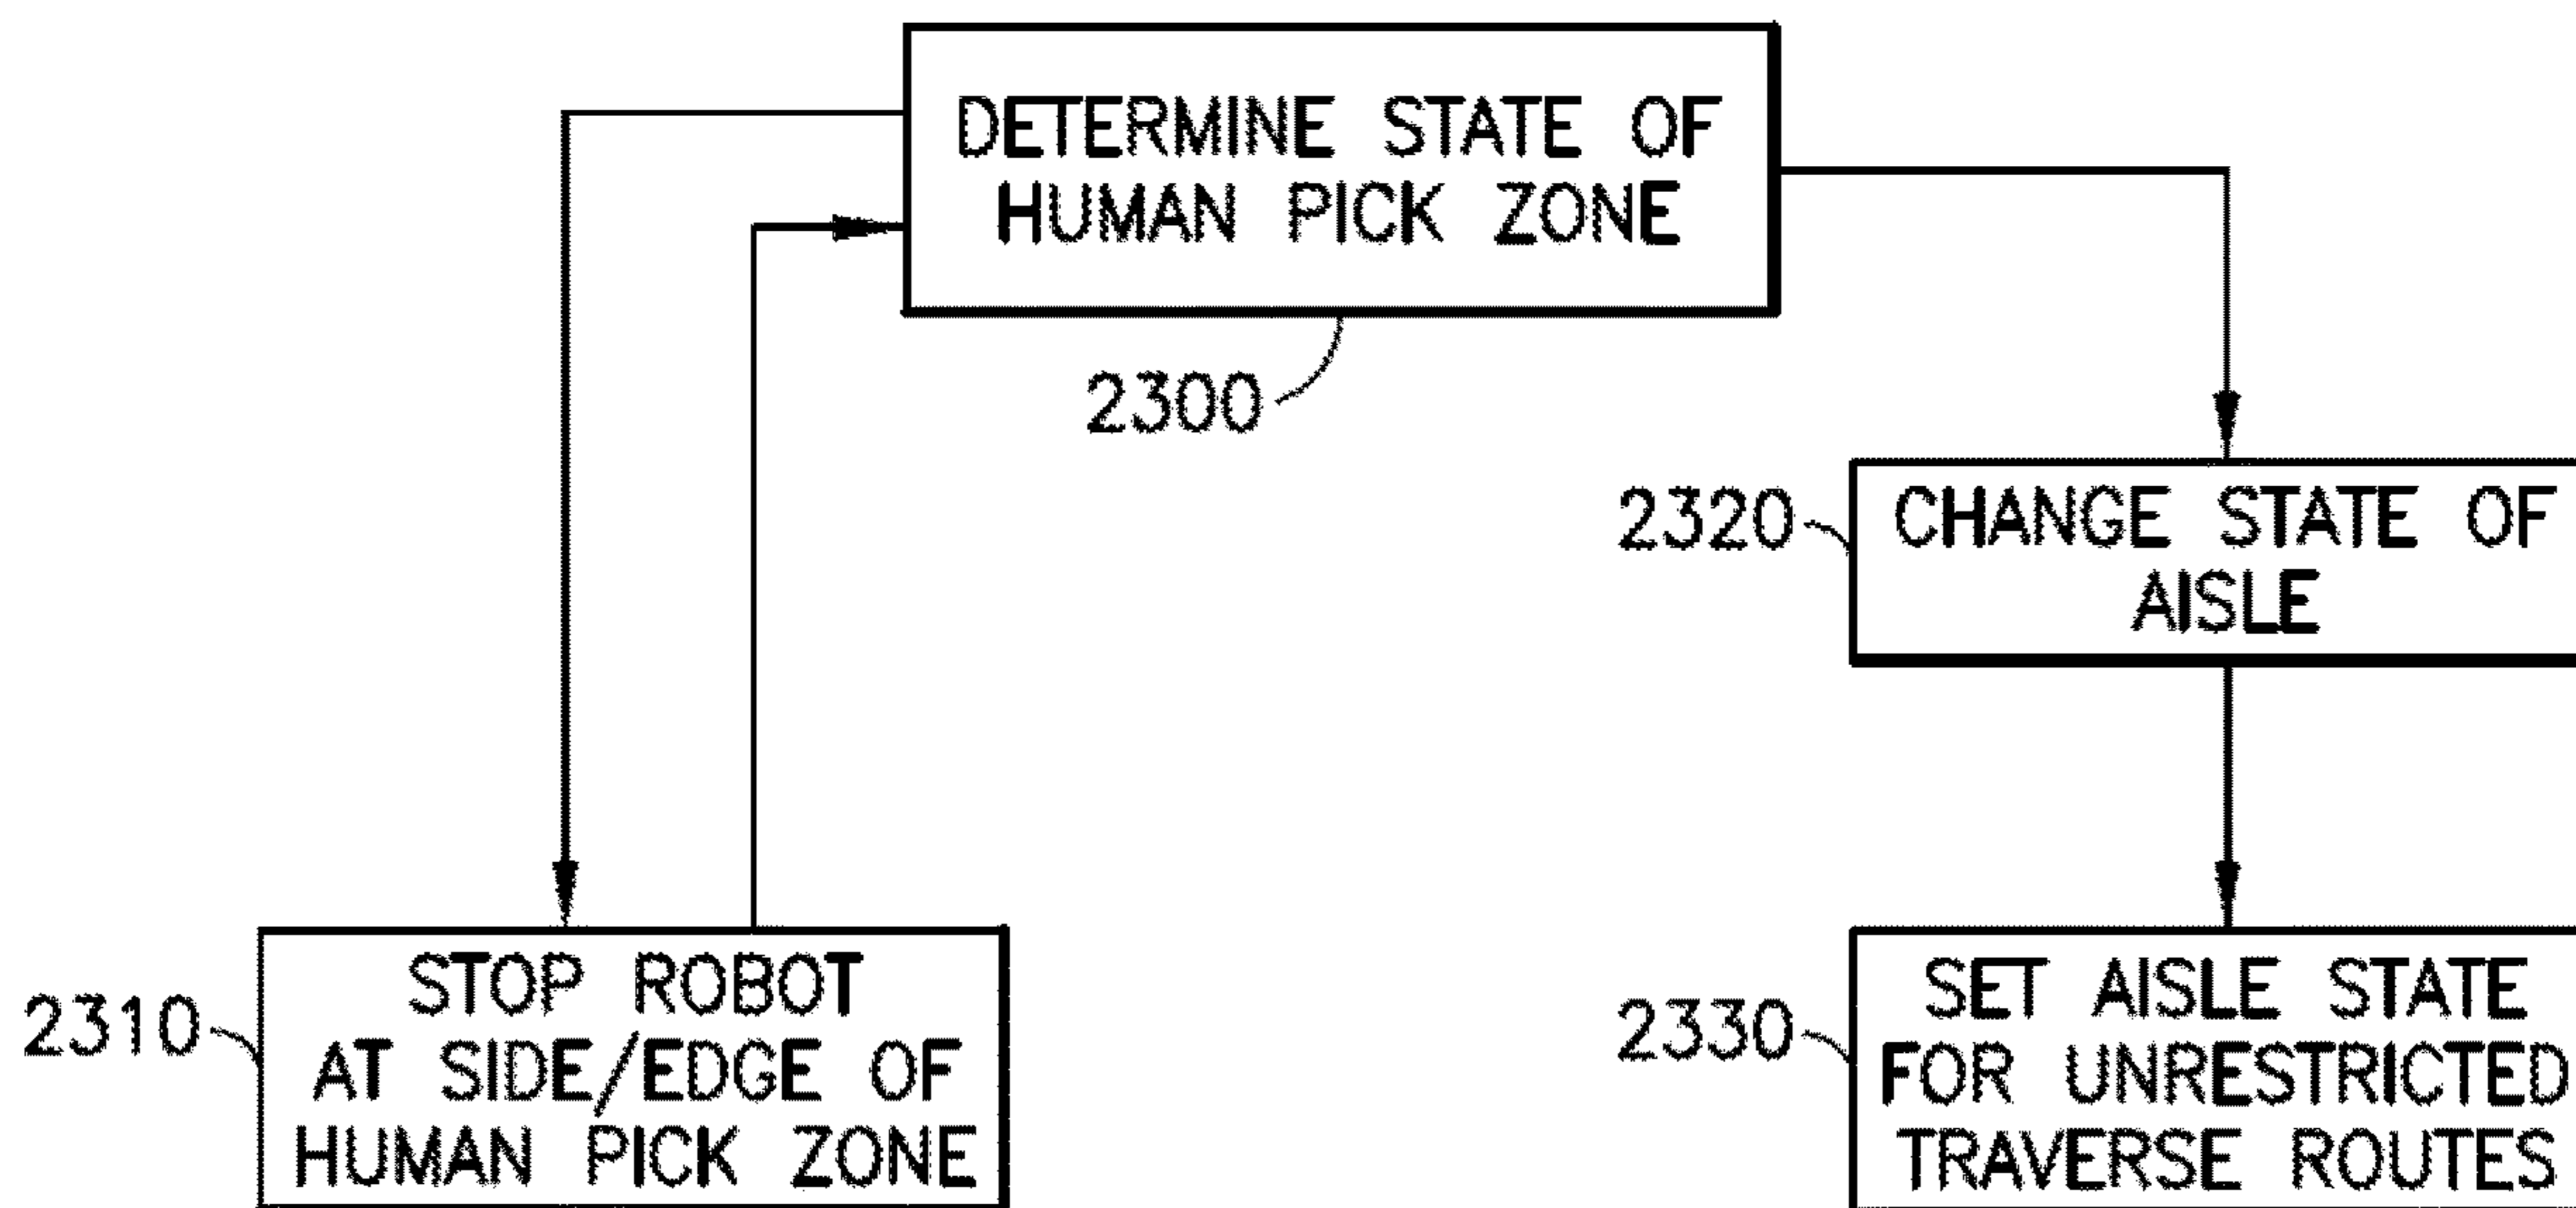 DETERMINE STATE OF
HUMAN PICK ZONE
2300
2320
CHANGE STATE OF
AISLE
2310
STOP ROBOT
AT SIDE/EDGE OF
HUMAN PICK ZONE
2330
SET AISLE STATE
FOR UNRESTRICTED
TRAVERSE ROUTES